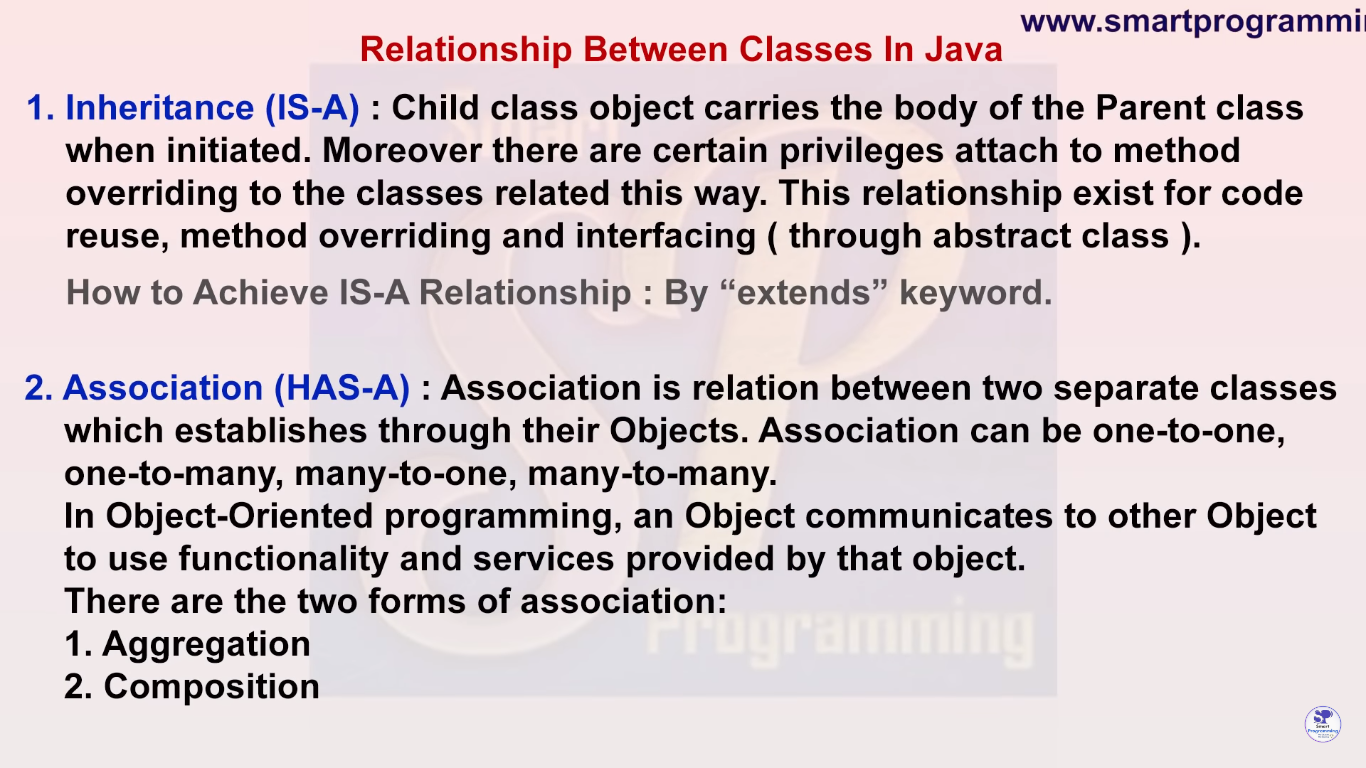 www.smartprogrammi
Relationship Between Classes In Java
1. Inheritance (IS-A) : Child class object carries the body of the Parent class
when initiated. Moreover there are certain privileges attach to method
overriding to the classes related this way. This relationship exist for code
reuse, method overriding and interfacing ( through abstract class ).
How to Achieve IS-A Relationship : By “extends” keyword.
2. Association (HAS-A) : Association is relation between two separate classes
which establishes through their Objects. Association can be one-to-one,
one-to-many, many-to-one, many-to-many.
In Object-Oriented programming, an Object communicates to other Object
to use functionality and services provided by that object.
There are the two forms of association:
1. Aggregation
2. Composition
Smart
SP
Programming
Smart
Programming